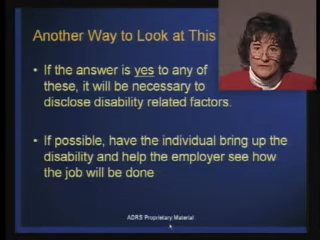 Another Way to Look at This
• If the answer is yes to any of
these, it will be necessary to
disclose disability related factors.
• If possible, have the individual bring up the
disability and help the employer see how
the job will be done
ADRS Proprietary Material